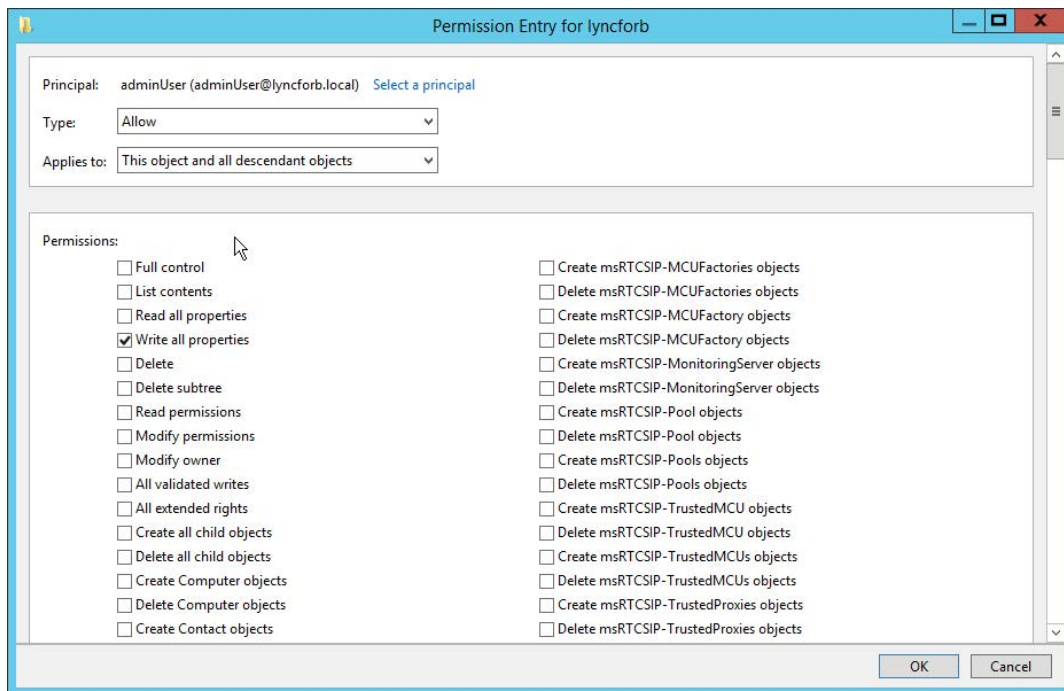 Permission Entry for lyncforb
X
Principal: adminUser (adminUser@lyncforb.local) Select a principal
Type: Allow
Applies to: This object and all descendant objects
Permissions:
Full control
List contents
Read all properties
Write all properties
Delete
Delete subtree
Read permissions
Modify permissions
Modify owner
All validated writes
All extended rights
Create all child objects
Delete all child objects
Create Computer objects
Delete Computer objects
Create Contact objects
Create msRTCSIP-MCUFactories objects
Delete msRTCSIP-MCUFactories objects
Create msRTCSIP-MCUFactory objects
Delete msRTCSIP-MCUFactory objects
Create msRTCSIP-MonitoringServer objects
Delete msRTCSIP-MonitoringServer objects
Create msRTCSIP-Pool objects
Delete msRTCSIP-Pool objects
Create msRTCSIP-Pools objects
Delete msRTCSIP-Pools objects
Create msRTCSIP-TrustedMCU objects
Delete msRTCSIP-TrustedMCU objects
Create msRTCSIP-TrustedMCUs objects
Delete msRTCSIP-TrustedMCUs objects
Create msRTCSIP-TrustedProxies objects
Delete msRTCSIP-TrustedProxies objects
OK Cancel